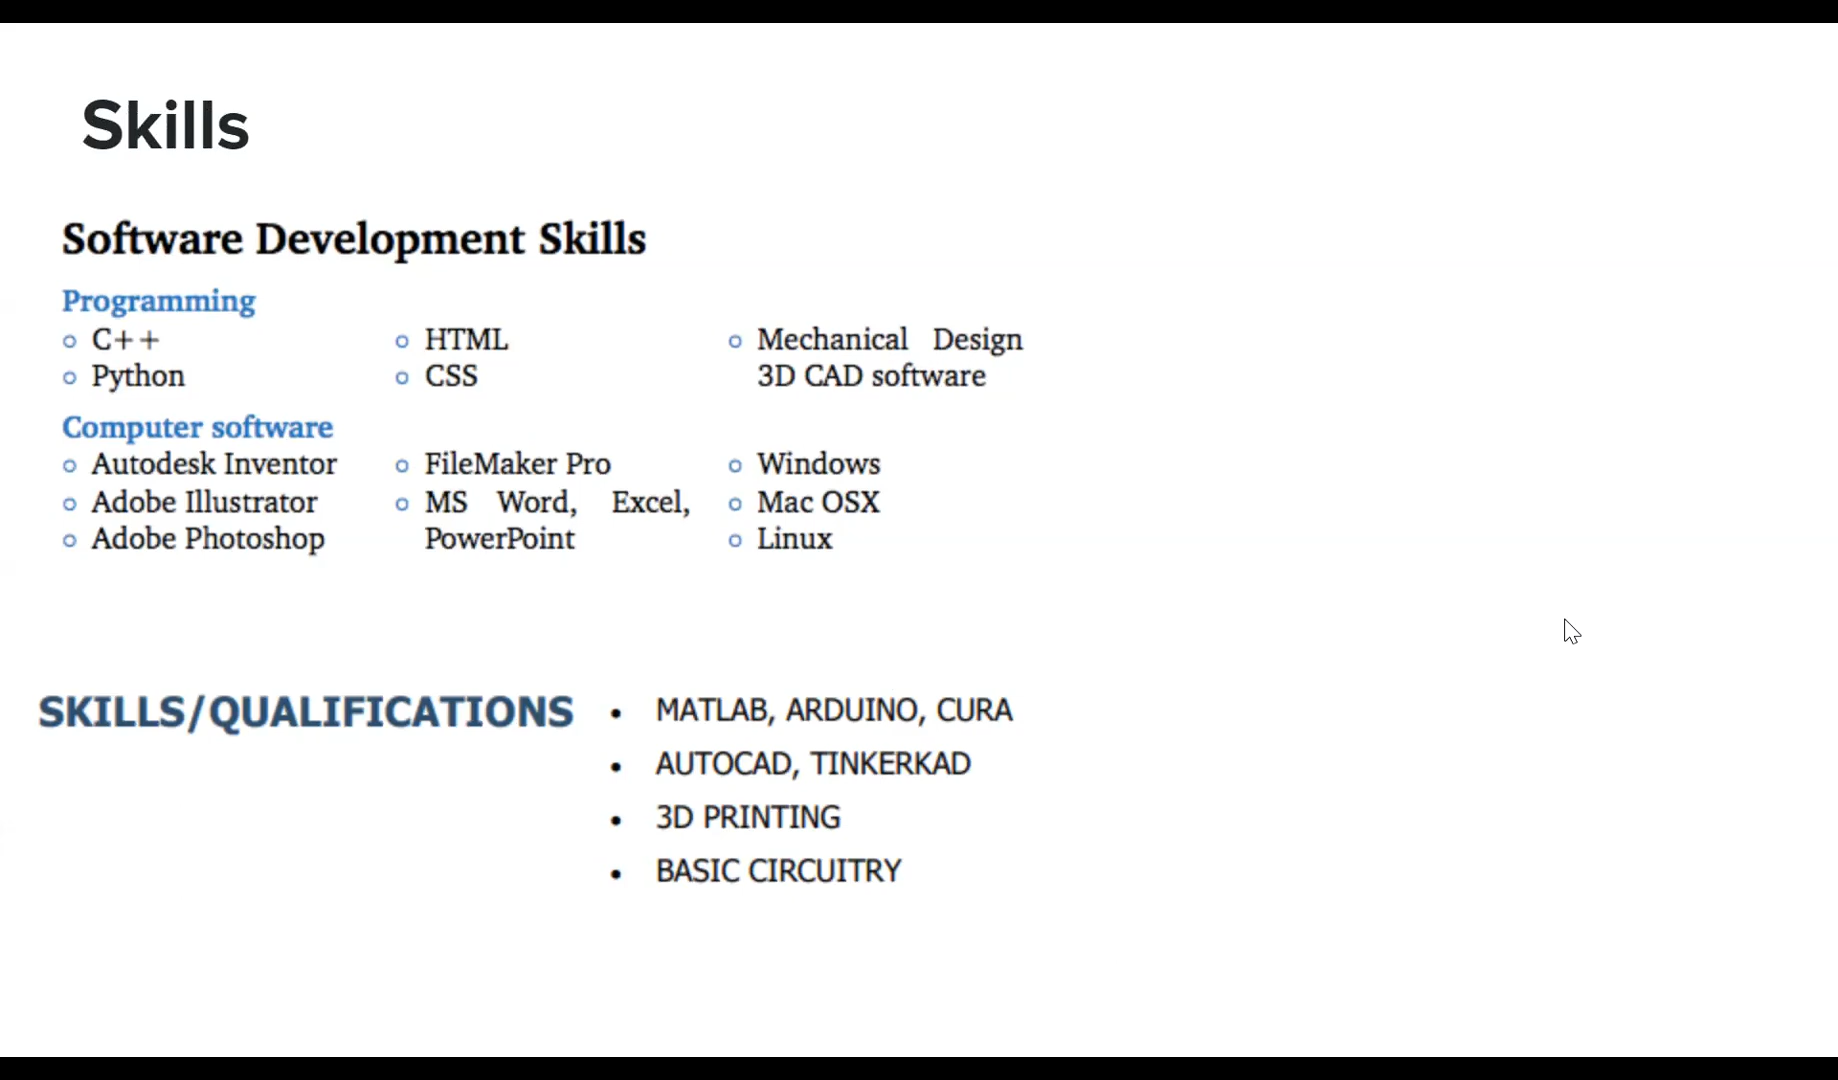 Skills
Software Development Skills
Programming
C++ HTML Mechanical Design
Python CSS 3D CAD software
Computer software
Autodesk Inventor FileMaker Pro Windows
Adobe Illustrator MS Word, Excel, Mac OSX
Adobe Photoshop PowerPoint Linux
SKILLS/QUALIFICATIONS • MATLAB, ARDUINO, CURA
• AUTOCAD, TINKERKAD
• 3D PRINTING
• BASIC CIRCUITRY